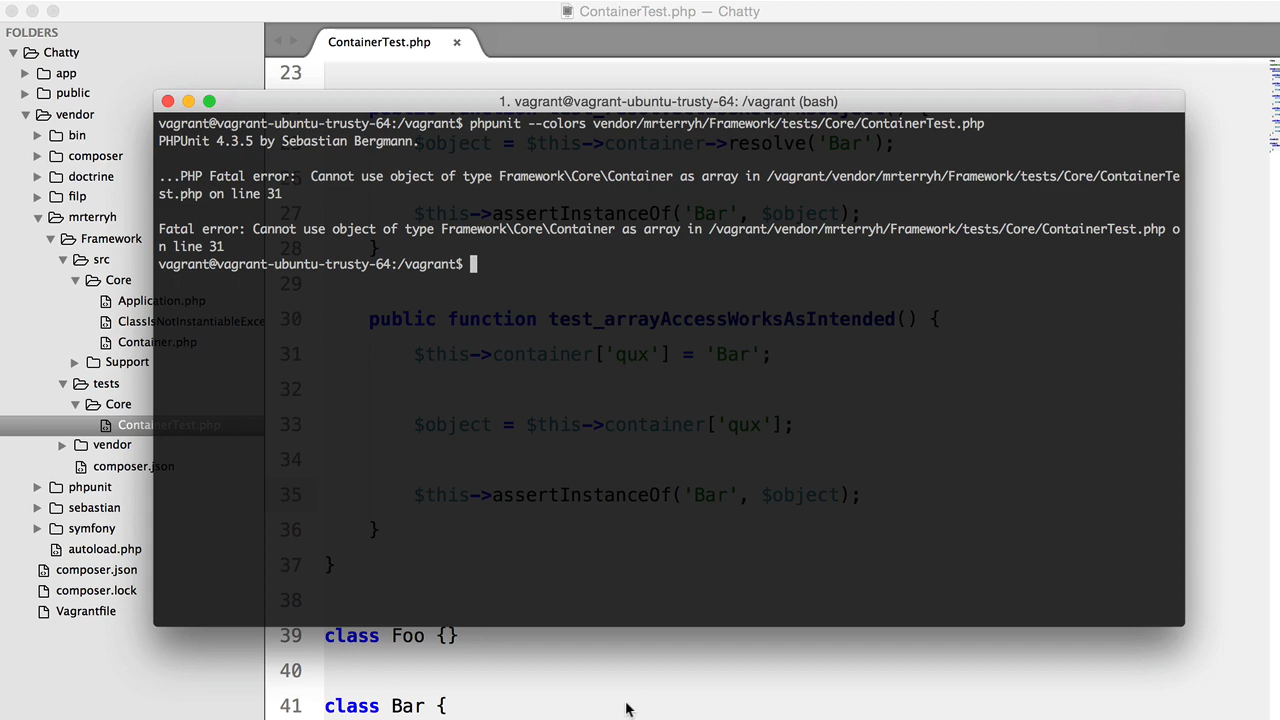 ContainerTest.php — Chatty
FOLDERS
Chatty
app
public
vendor
bin
composer
doctrine
filp
mrterryh
Framework
src
Core
Application.php
ClassIsNotInstantiableExce
Container.php
Support
tests
Core
ContainerTest.php
vendor
composer.json
phpunit
sebastian
symfony
autoload.php
composer.json
composer.lock
Vagrantfile
ContainerTest.php ×
1. vagrant@vagrant-ubuntu-trusty-64: /vagrant (bash)
vagrant@vagrant-ubuntu-trusty-64:/vagrant$ phpunit --colors vendor/mrterryh/Framework/tests/Core/ContainerTest.php
PHPUnit 4.3.5 by Sebastian Bergmann.
...PHP Fatal error:  Cannot use object of type Framework\Core\Container as array in /vagrant/vendor/mrterryh/Framework/tests/Core/ContainerTe
st.php on line 31
Fatal error: Cannot use object of type Framework\Core\Container as array in /vagrant/vendor/mrterryh/Framework/tests/Core/ContainerTest.php o
n line 31
vagrant@vagrant-ubuntu-trusty-64:/vagrant$
23
$object = $this->container->resolve('Bar');
27 $this->assertInstanceOf('Bar', $object);
28 }
29
30 public function test_arrayAccessWorksAsIntended() {
31 $this->container['qux'] = 'Bar';
32
33 $object = $this->container['qux'];
34
35 $this->assertInstanceOf('Bar', $object);
36 }
37 }
38
39 class Foo {}
40
41 class Bar {